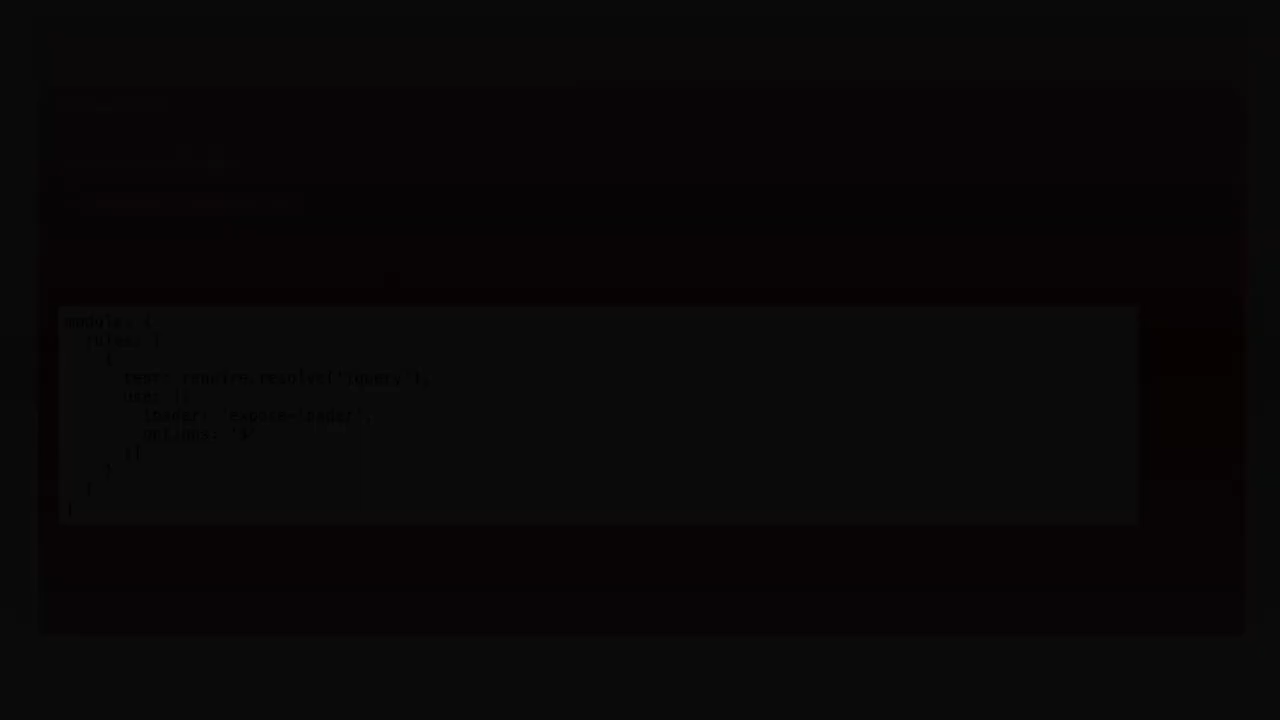 module: {
  rules: [
    {
      test: require.resolve('jquery'),
      use: [{
        loader: 'expose-loader',
        options: '$'
      }]
    }
  ]
}